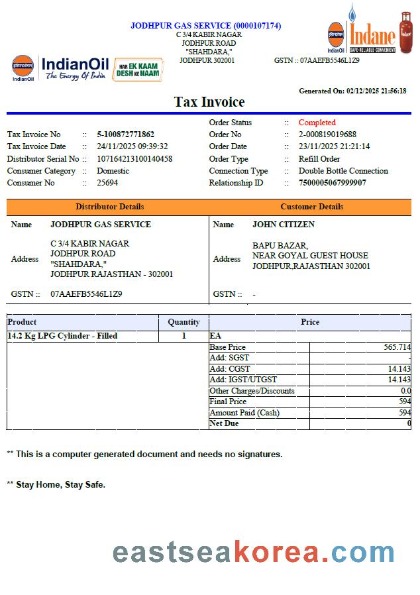 JODHPUR GAS SERVICE (0000107174)
C 3/4 KABIR NAGAR
JODHPUR ROAD
"SHAHDARA,"
JODHPUR 302001
GSTN :: 07AAEFB5546L1Z9
IndianOil
IndianOil
The Energy Of India
HAR EK KAAM
DESH KE NAAM
IndianOil
Indane
SAFE · RELIABLE · CONVENIENT
Generated On: 02/12/2025 21:56:18
Tax Invoice
Order Status :: Completed
Tax Invoice No :: 5-100872771862 Order No :: 2-000819019688
Tax Invoice Date :: 24/11/2025 09:39:32 Order Date :: 23/11/2025 21:21:14
Distributor Serial No :: 107164213100140458 Order Type :: Refill Order
Consumer Category :: Domestic Connection Type :: Double Bottle Connection
Consumer No :: 25694 Relationship ID :: 7500005067999907
Distributor Details Customer Details
Name JODHPUR GAS SERVICE Name JOHN CITIZEN
Address C 3/4 KABIR NAGAR
JODHPUR ROAD
"SHAHDARA,"
JODHPUR RAJASTHAN - 302001
Address BAPU BAZAR,
NEAR GOYAL GUEST HOUSE
JODHPUR,RAJASTHAN 302001
GSTN :: 07AAEFB5546L1Z9 GSTN :: -
Product Quantity Price
14.2 Kg LPG Cylinder - Filled 1 EA
Base Price 565.714
Add: SGST -
Add: CGST 14.143
Add: IGST/UTGST 14.143
Other Charges/Discounts 0.0
Final Price 594
Amount Paid (Cash) 594
Net Due 0
** This is a computer generated document and needs no signatures.
** Stay Home, Stay Safe.
eastseakorea.com